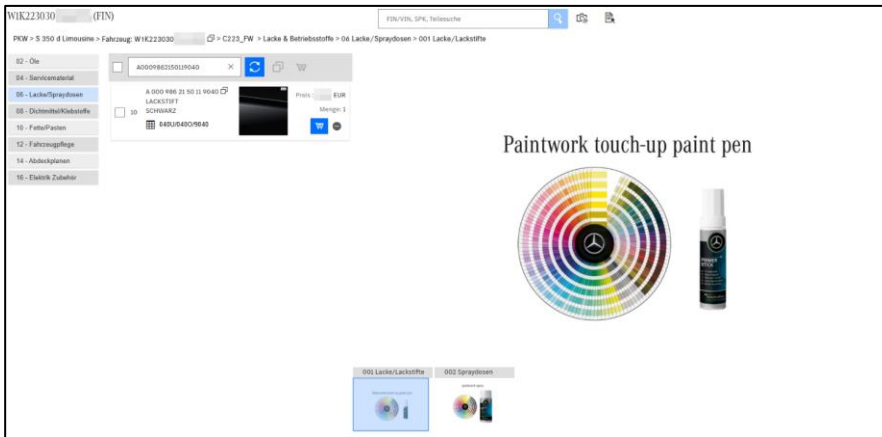 W1K223030 (FIN)
FIN/VIN, SPK, Teilesuche
PKW > S 350 d Limousine > Fahrzeug: W1K223030 > C223_FW > Lacke & Betriebsstoffe > 06 Lacke/Spraydosen > 001 Lacke/Lackstifte
02 - Öle
04 - Servicematerial
06 - Lacke/Spraydosen
08 - Dichtmittel/Klebstoffe
10 - Fette/Pasten
12 - Fahrzeugpflege
14 - Abdeckplanen
16 - Elektrik Zubehör
A0009862150119040
10
A 000 986 21 50 11 9040
LACKSTIFT
SCHWARZ
040U/040O/9040
Preis: EUR
Menge: 1
Paintwork touch-up paint pen
001 Lacke/Lackstifte
002 Spraydosen